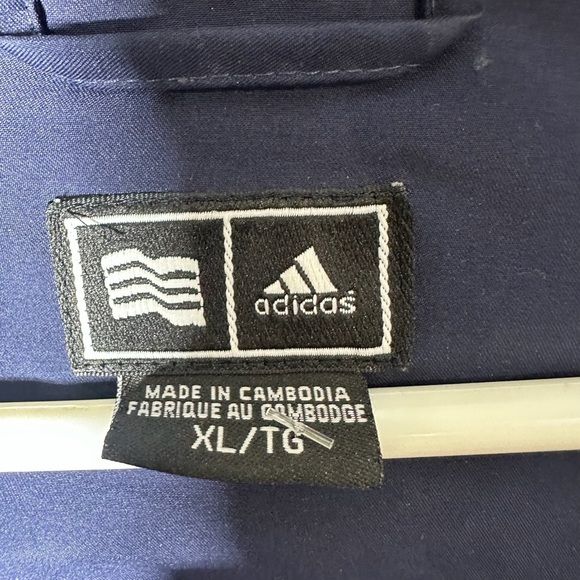 adidas
MADE IN CAMBODIA
FABRIQUE AU CAMBODGE
XL/TG